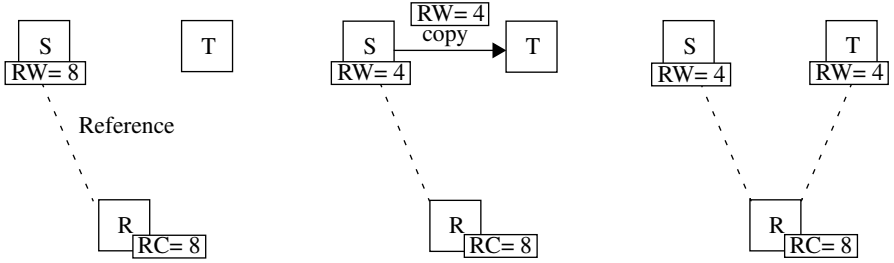 RW= 4
S
T
S
copy
T
S
T
RW= 8
RW= 4
RW= 4
RW= 4
Reference
R
R
R
RC= 8
RC= 8
RC= 8